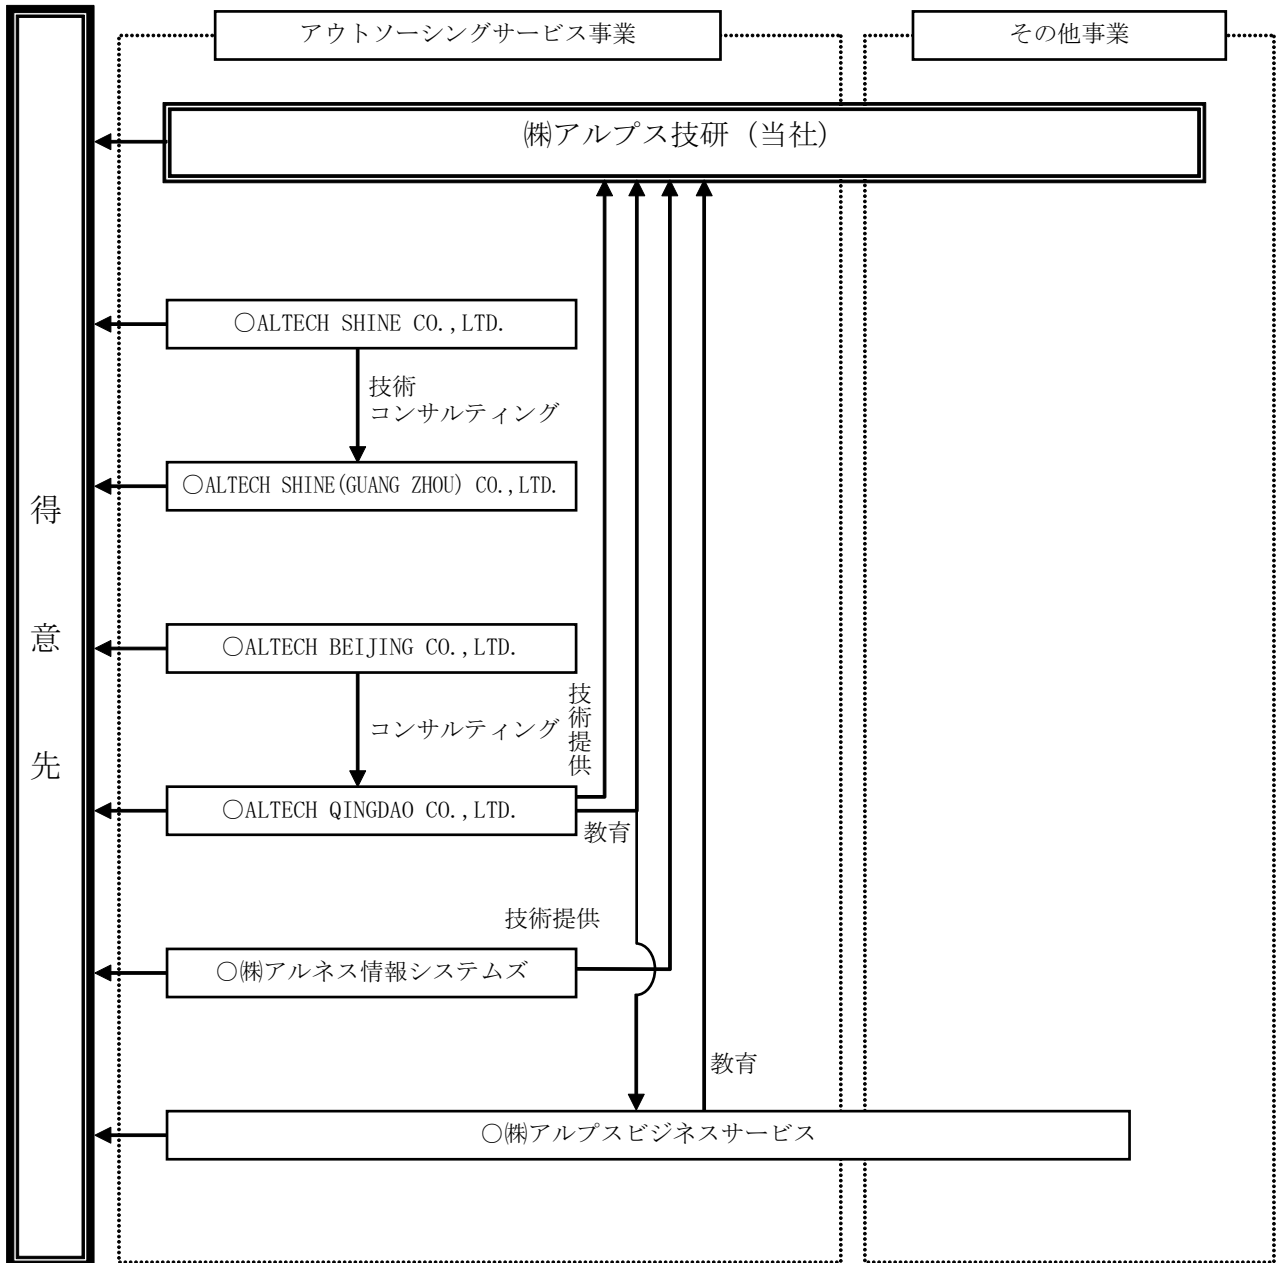 アウトソーシングサービス事業
その他事業
㈱アルプス技研（当社）
○ALTECH SHINE CO.,LTD.
技術
コンサルティング
○ALTECH SHINE(GUANG ZHOU) CO.,LTD.
得意先
○ALTECH BEIJING CO.,LTD.
コンサルティング
技術提供
○ALTECH QINGDAO CO.,LTD.
教育
技術提供
○㈱アルネス情報システムズ
教育
○㈱アルプスビジネスサービス